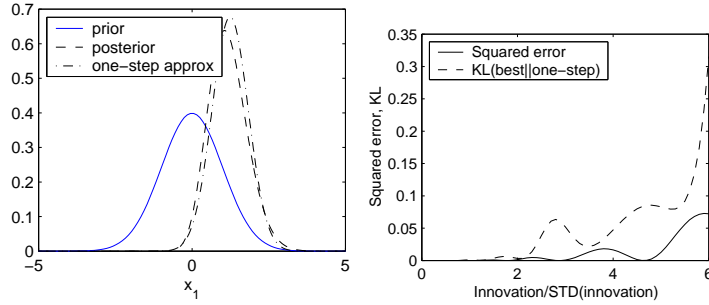 0.7
0.6
0.5
0.4
0.3
0.2
0.1
0
−5
0
5
x1
prior
posterior
one−step approx
0.35
0.3
0.25
0.2
0.15
0.1
0.05
0
0
2
4
6
Squared error, KL
Innovation/STD(innovation)
Squared error
KL(best||one−step)